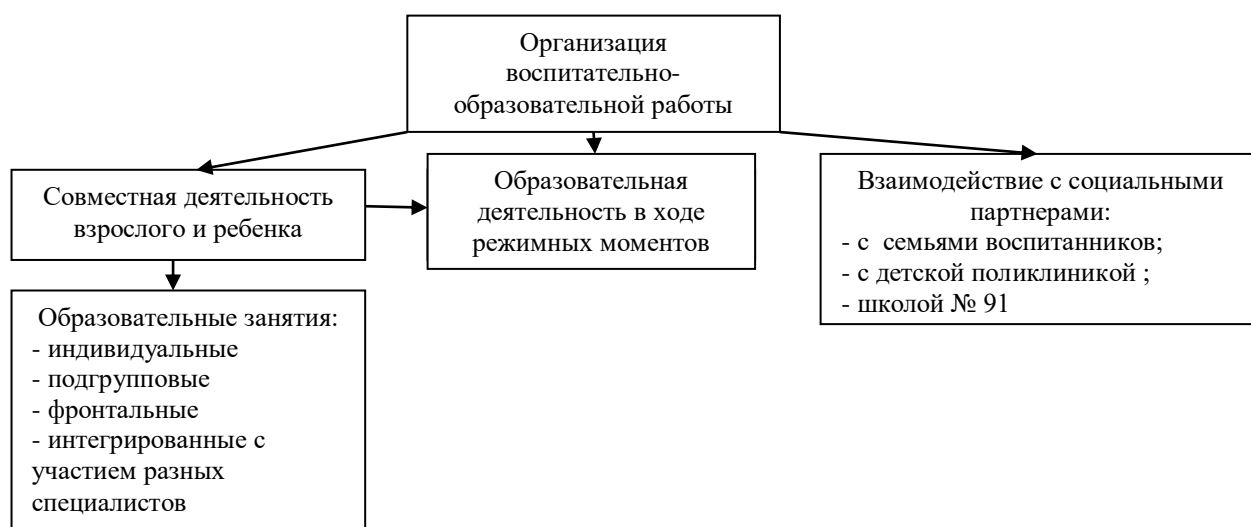 Организация
воспитательно-
образовательной работы
Совместная деятельность
взрослого и ребенка
Образовательная
деятельность в ходе
режимных моментов
Взаимодействие с социальными
партнерами:
- с семьями воспитанников;
- с детской поликлиникой ;
- школой № 91
Образовательные занятия:
- индивидуальные
- подгрупповые
- фронтальные
- интегрированные с
участием разных
специалистов